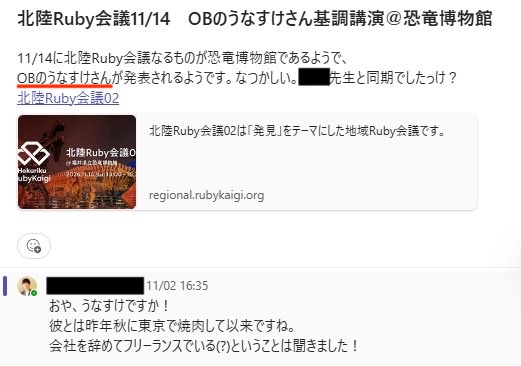 北陸Ruby会議11/14　OBのうなすけさん基調講演＠恐竜博物館
11/14に北陸Ruby会議なるものが恐竜博物館であるようで、
OBのうなすけさんが発表されるようです。なつかしい。先生と同期でしたっけ？
北陸Ruby会議02
北陸Ruby会議0
Hokuriku
RubyKaigi
北陸Ruby会議02は「発見」をテーマにした地域Ruby会議です。
regional.rubykaigi.org
11/02 16:35
おや、うなすけですか！
彼とは昨年秋に東京で焼肉して以来ですね。
会社を辞めてフリーランスでいる(?)ということは聞きました！